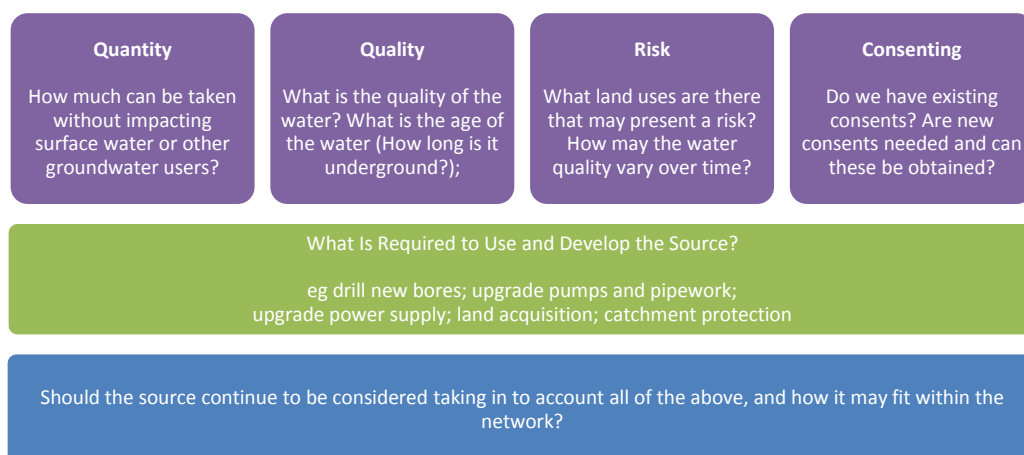 Quantity
How much can be taken
without impacting
surface water or other
groundwater users?
Quality
What is the quality of the
water? What is the age of
the water (How long is it
underground?);
Risk
What land uses are there
that may present a risk?
How may the water
quality vary over time?
Consenting
Do we have existing
consents? Are new
consents needed and can
these be obtained?
What Is Required to Use and Develop the Source?
eg drill new bores; upgrade pumps and pipework;
upgrade power supply; land acquisition; catchment protection
Should the source continue to be considered taking in to account all of the above, and how it may fit within the
network?